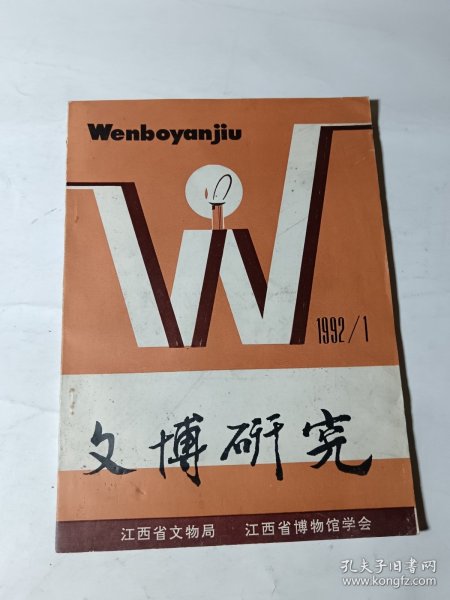 Wenboyanjiu
W
1992/1
文博研究
江西省文物局 江西省博物馆学会
孔夫子旧书网
www.kongfz.com